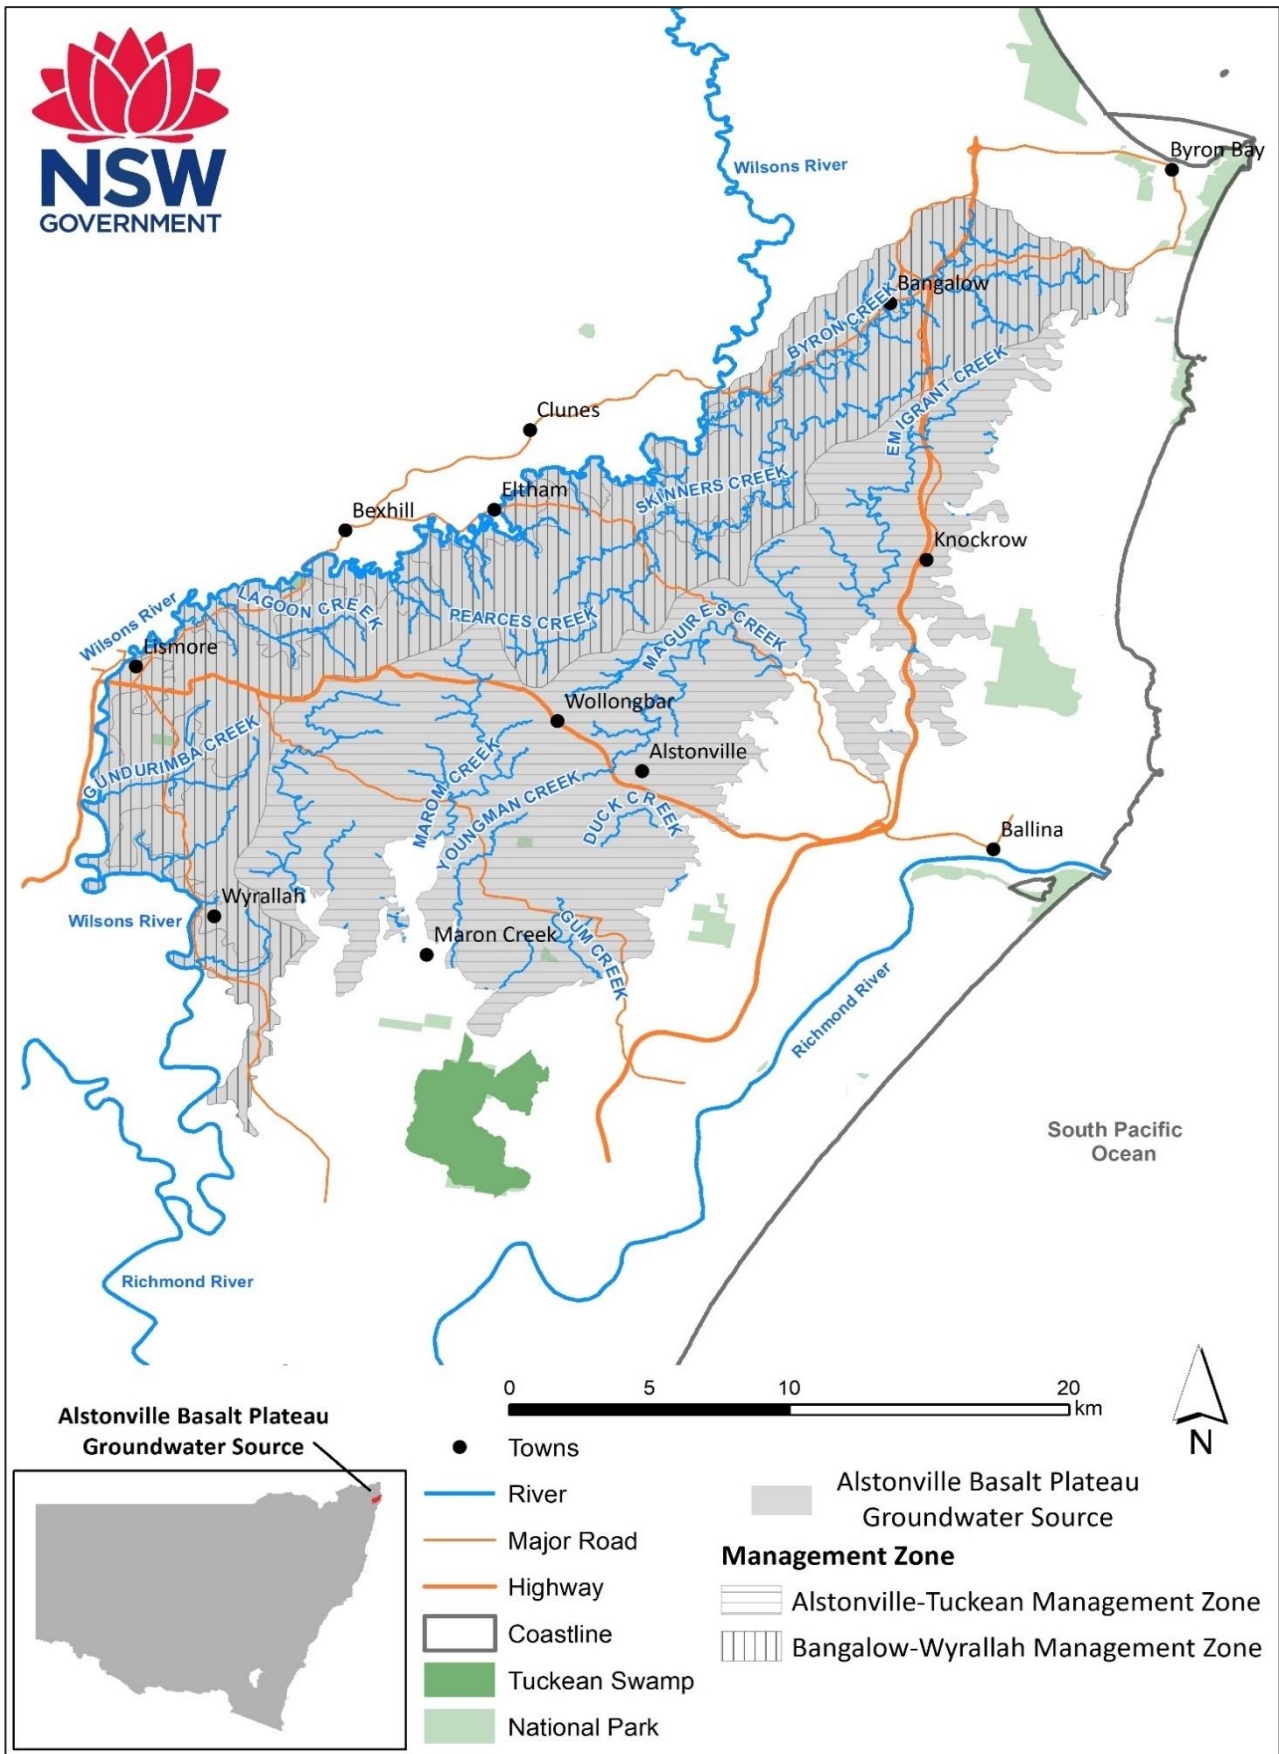 NSW
GOVERNMENT
Wilsons River
Byron Bay
Bangalow
BYRON CREEK
EMIGRANT CREEK
Clunes
SKINNERS CREEK
Eltham
Bexhill
Knockrow
LAGOON CREEK
PEARCES CREEK
MAGUIRES CREEK
Wilsons River
Lismore
Wollongbar
GUNDURIMBA CREEK
Alstonville
MAROM CREEK
YOUNGMAN CREEK
DUCK CREEK
Ballina
Wyrallah
Wilsons River
Maron Creek
GUM CREEK
Richmond River
South Pacific
Ocean
Richmond River
0 5 10 20
km
N
Alstonville Basalt Plateau
Groundwater Source
Towns
River
Major Road
Highway
Coastline
Tuckean Swamp
National Park
Alstonville Basalt Plateau
Groundwater Source
Management Zone
Alstonville-Tuckean Management Zone
Bangalow-Wyrallah Management Zone